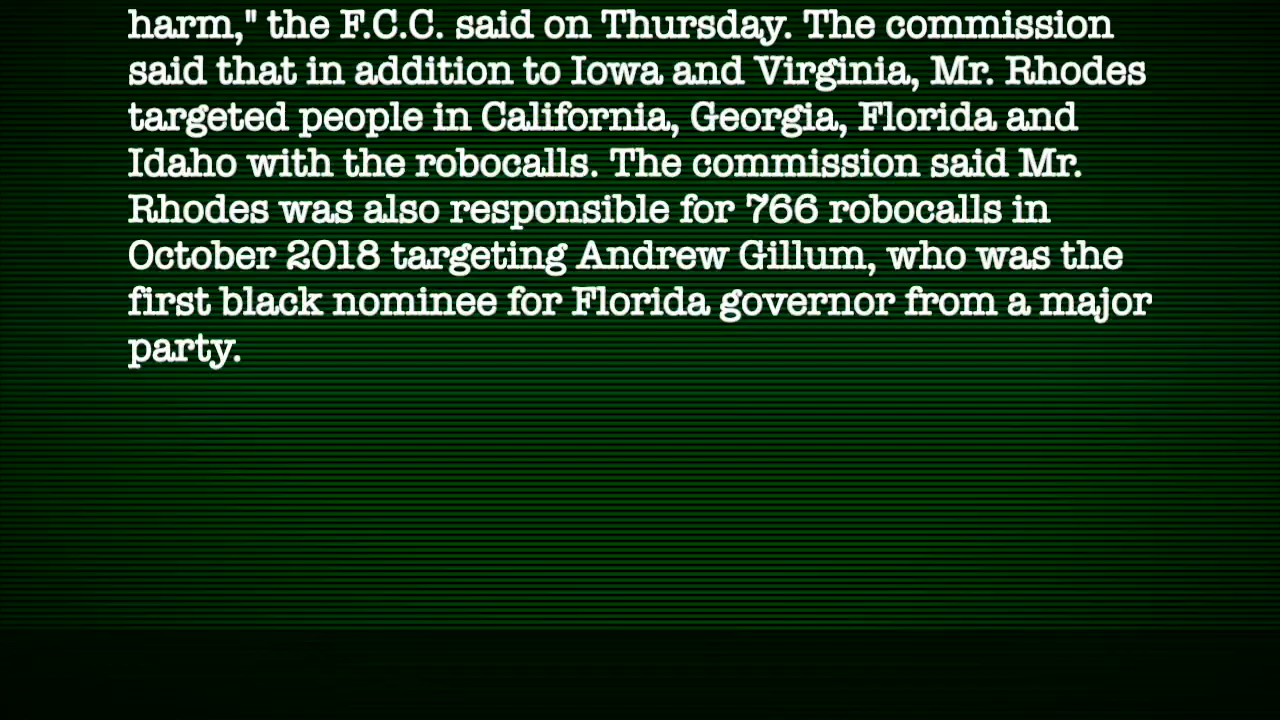 harm," the F.C.C. said on Thursday. The commission
said that in addition to Iowa and Virginia, Mr. Rhodes
targeted people in California, Georgia, Florida and
Idaho with the robocalls. The commission said Mr.
Rhodes was also responsible for 766 robocalls in
October 2018 targeting Andrew Gillum, who was the
first black nominee for Florida governor from a major
party.